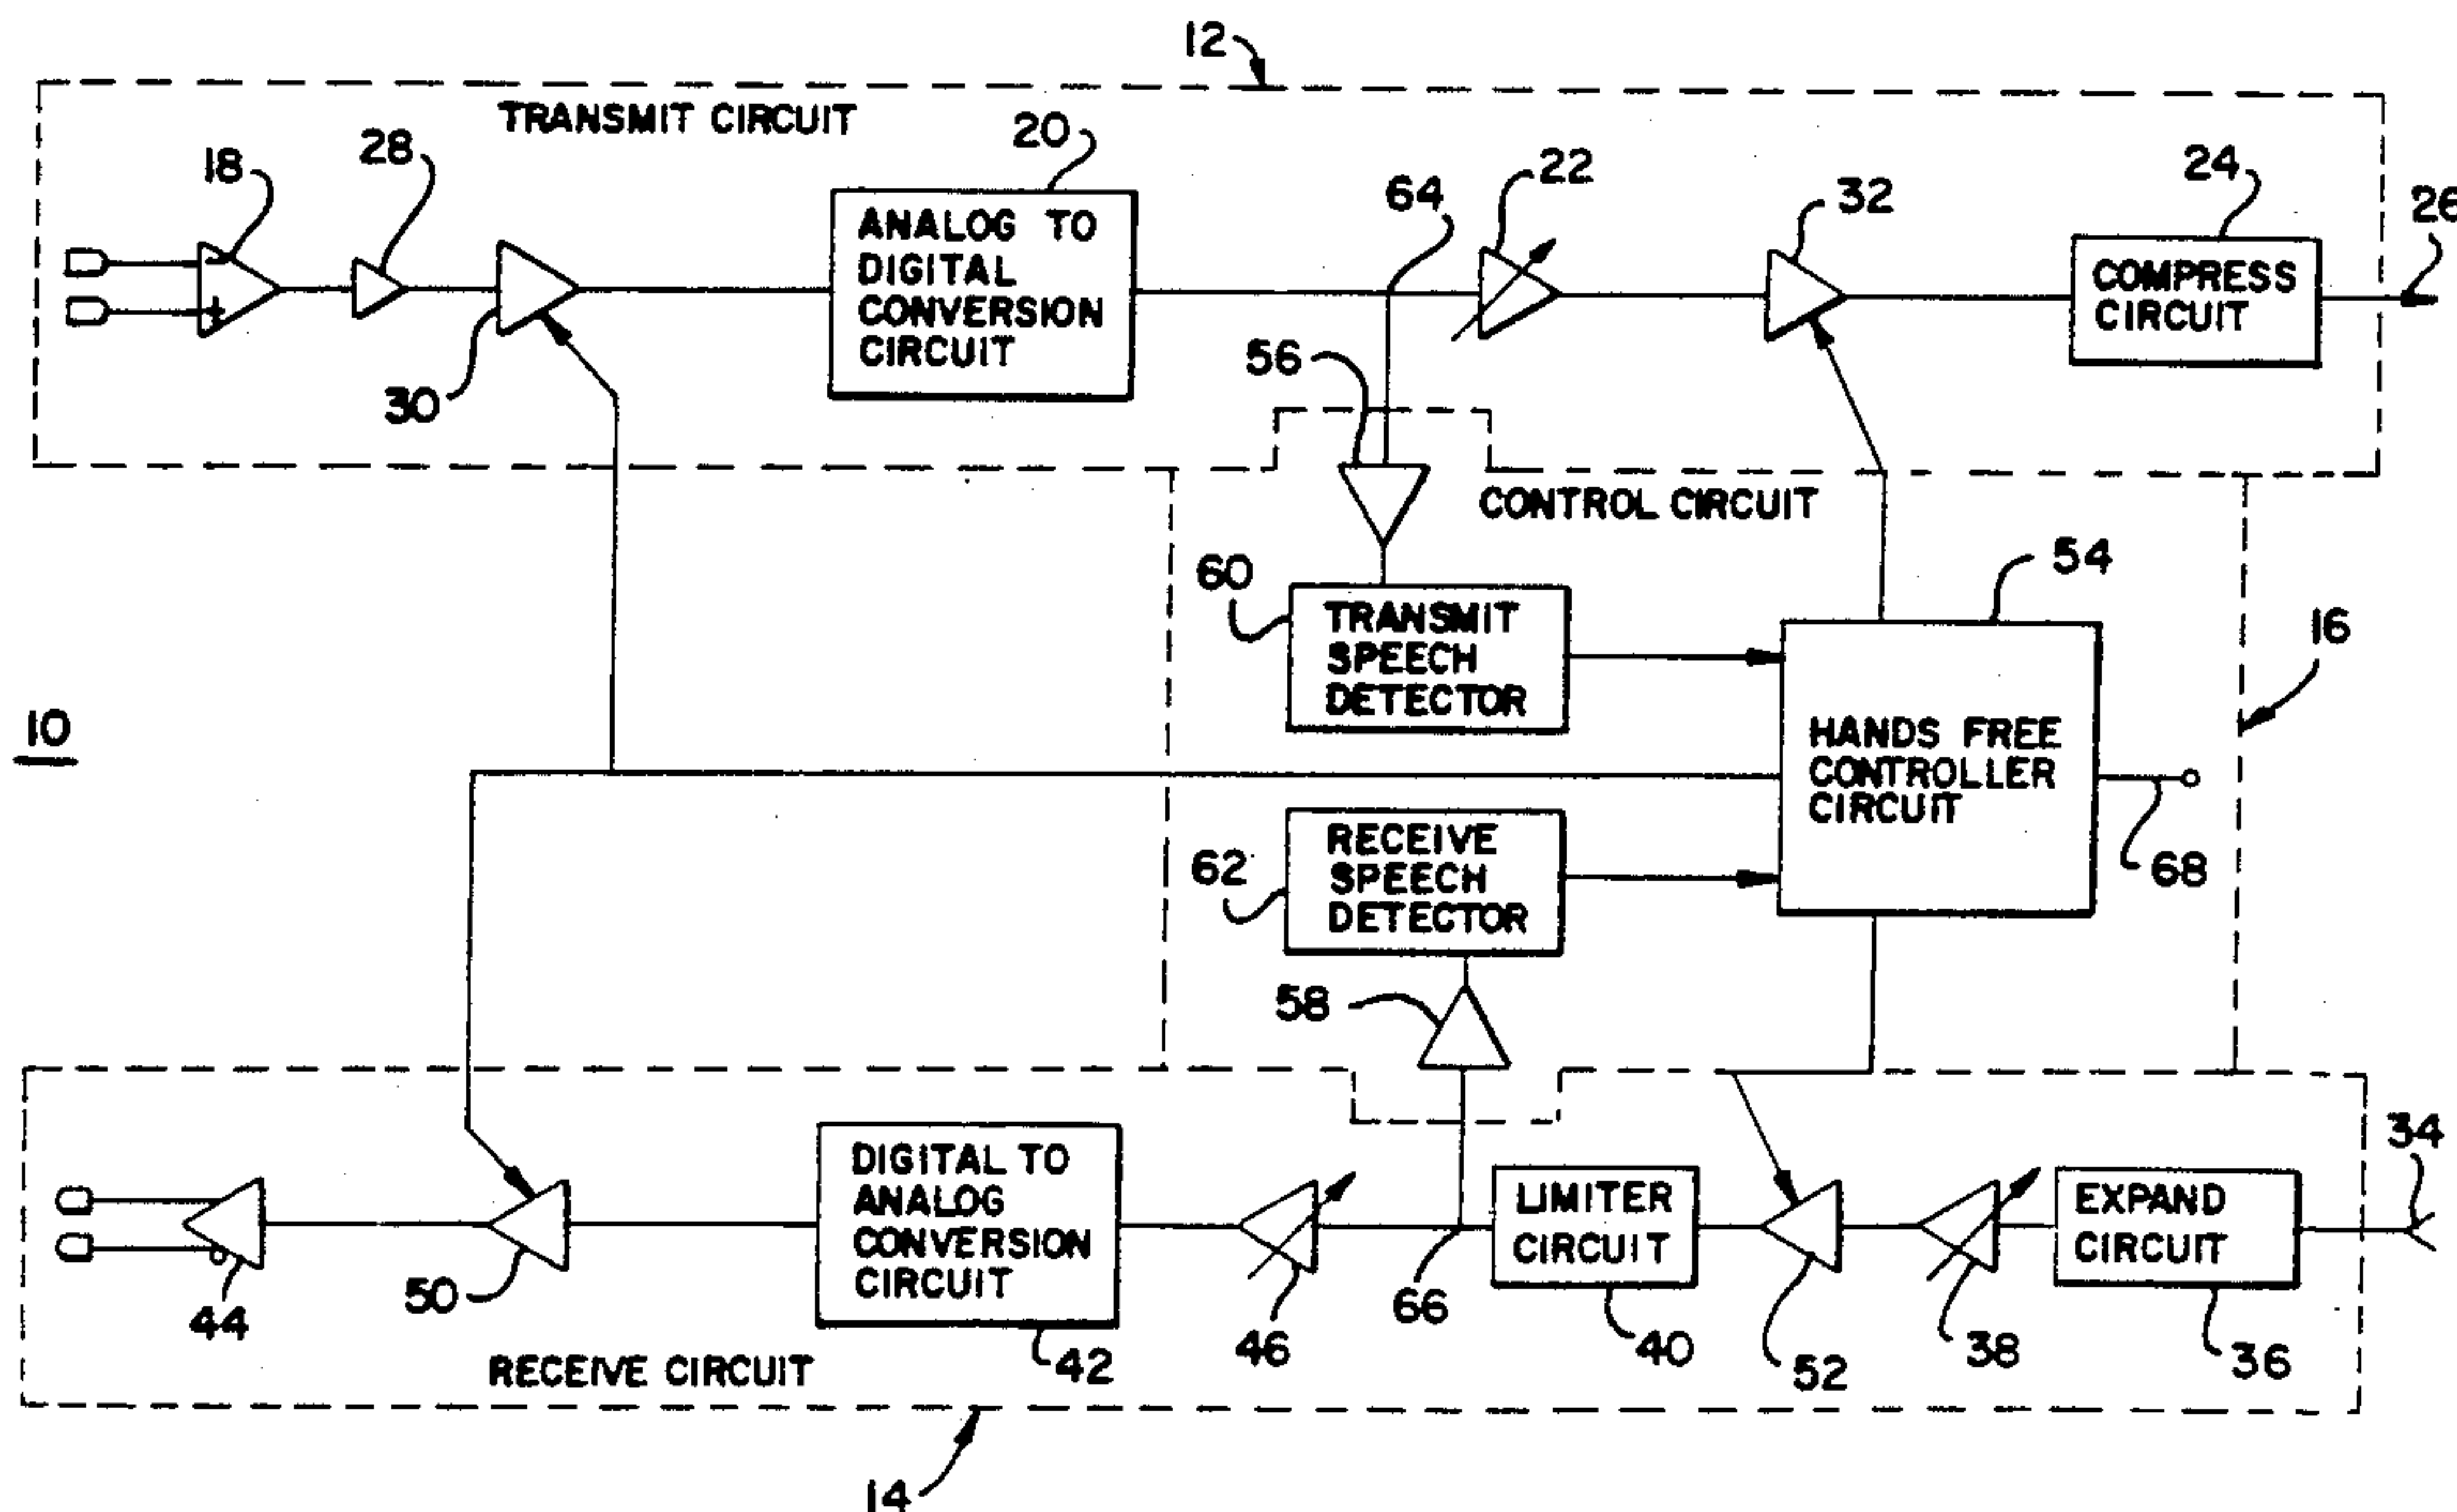 12
TRANSMIT CIRCUIT
18
28
20
64
22
32
24
26
ANALOG TO
DIGITAL
CONVERSION
CIRCUIT
COMPRESS
CIRCUIT
30
56
CONTROL CIRCUIT
60
TRANSMIT
SPEECH
DETECTOR
54
16
10
HANDS FREE
CONTROLLER
CIRCUIT
62
RECEIVE
SPEECH
DETECTOR
68
58
34
DIGITAL TO
ANALOG
CONVERSION
CIRCUIT
LIMITER
CIRCUIT
EXPAND
CIRCUIT
44
50
42
46
66
40
52
38
36
RECEIVE CIRCUIT
14